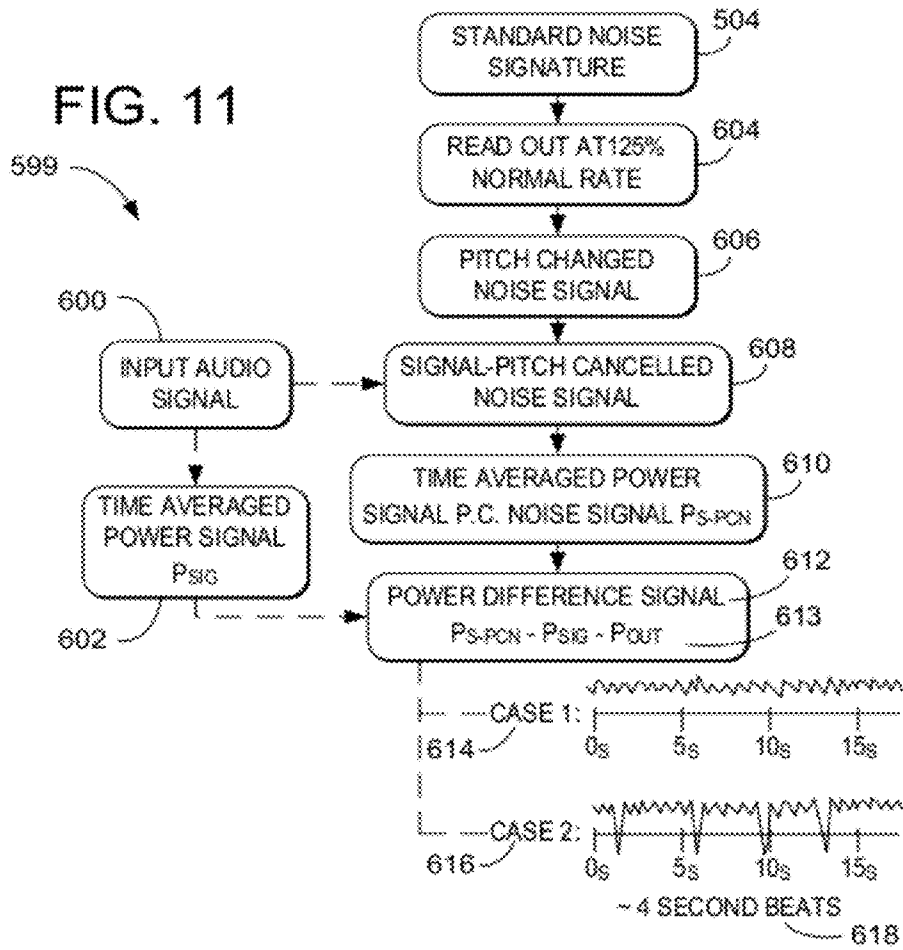 FIG. 11
599
STANDARD NOISE
SIGNATURE
504
READ OUT AT125%
NORMAL RATE
604
PITCH CHANGED
NOISE SIGNAL
606
600
INPUT AUDIO
SIGNAL
SIGNAL-PITCH CANCELLED
NOISE SIGNAL
608
TIME AVERAGED POWER
SIGNAL P.C. NOISE SIGNAL PS-PCN
610
TIME AVERAGED
POWER SIGNAL
PSIG
602
POWER DIFFERENCE SIGNAL
PS-PCN - PSIG - POUT
612
613
CASE 1:
614
0s 5s 10s 15s
CASE 2:
616
0s 5s 10s 15s
~ 4 SECOND BEATS
618